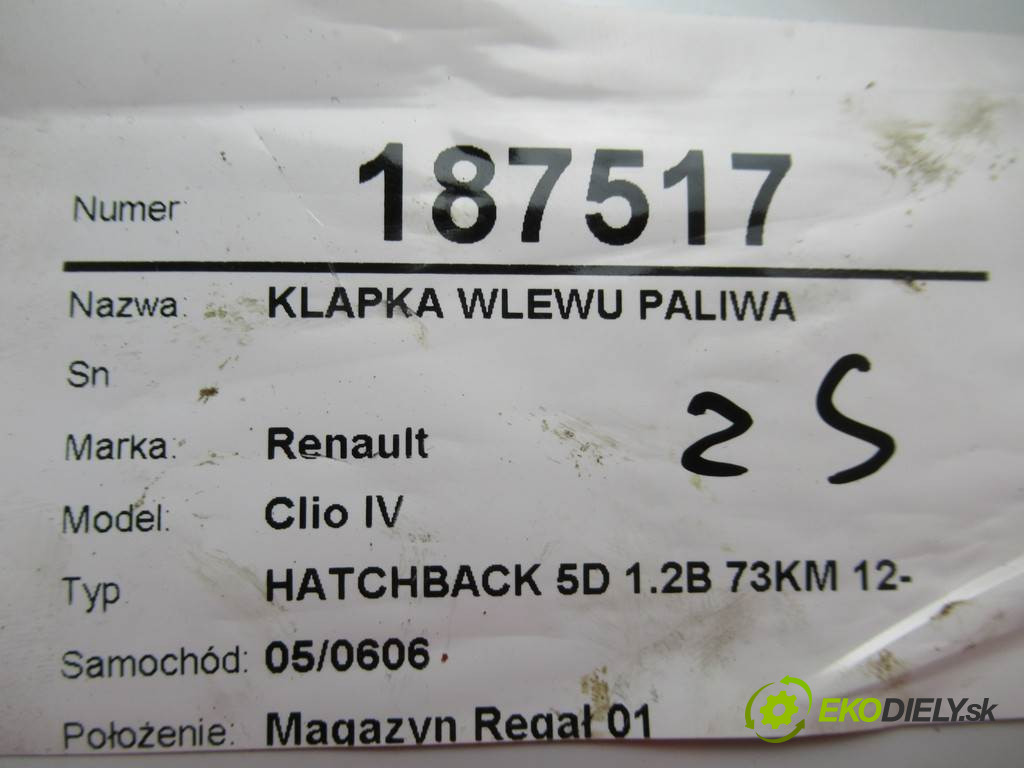 Numer: 187517
Nazwa: KLAPKA WLEWU PALIWA
Sn
25
Marka: Renault
Model: Clio IV
Typ HATCHBACK 5D 1.2B 73KM 12-
Samochód: 05/0606
Położenie: Magazyn Regał 01
EKODIELY.sk